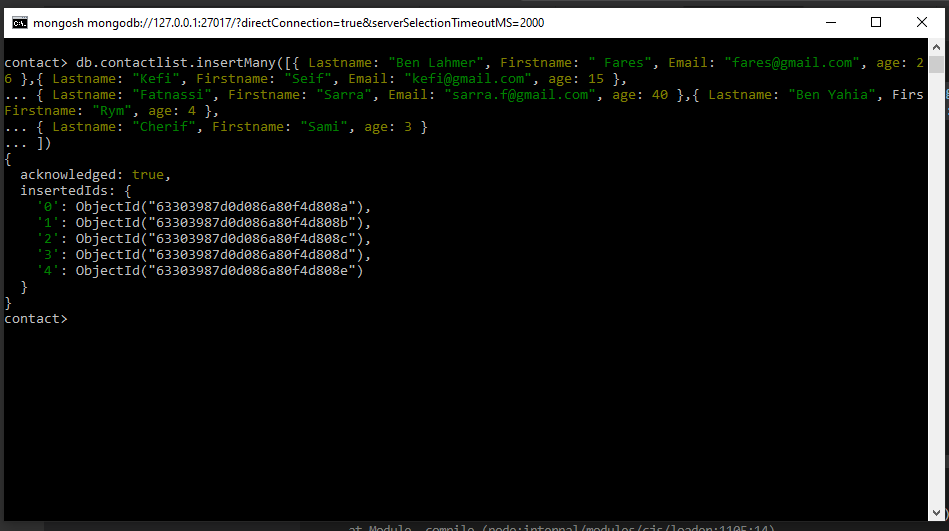 mongosh mongodb://127.0.0.1:27017/?directConnection=true&serverSelectionTimeoutMS=2000
contact> db.contactlist.insertMany([{ Lastname: "Ben Lahmer", Firstname: " Fares", Email: "fares@gmail.com", age: 2
6 },{ Lastname: "Kefi", Firstname: "Seif", Email: "kefi@gmail.com", age: 15 },
... { Lastname: "Fatnassi", Firstname: "Sarra", Email: "sarra.f@gmail.com", age: 40 },{ Lastname: "Ben Yahia", Firs
Firstname: "Rym", age: 4 },
... { Lastname: "Cherif", Firstname: "Sami", age: 3 }
... ])
{
  acknowledged: true,
  insertedIds: {
    '0': ObjectId("63303987d0d086a80f4d808a"),
    '1': ObjectId("63303987d0d086a80f4d808b"),
    '2': ObjectId("63303987d0d086a80f4d808c"),
    '3': ObjectId("63303987d0d086a80f4d808d"),
    '4': ObjectId("63303987d0d086a80f4d808e")
  }
}
contact>
at Module._compile (node:internal/modules/cjs/loader:1105:14)